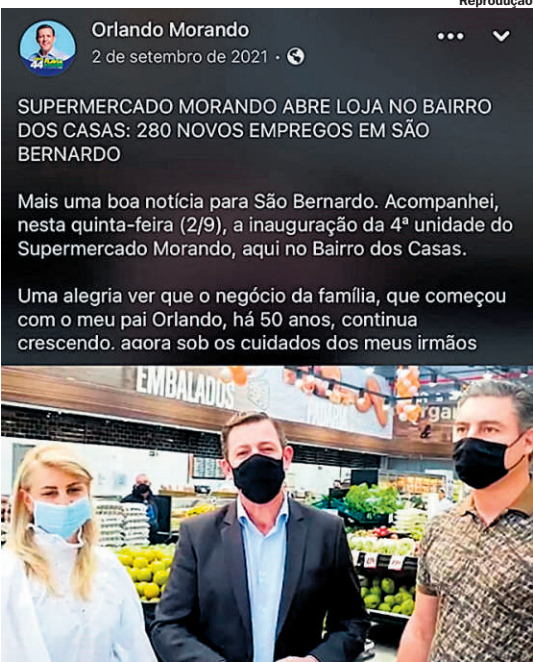 Reprodução
Orlando Morando
2 de setembro de 2021
44
SUPERMERCADO MORANDO ABRE LOJA NO BAIRRO
DOS CASAS: 280 NOVOS EMPREGOS EM SÃO
BERNARDO
Mais uma boa notícia para São Bernardo. Acompanhei,
nesta quinta-feira (2/9), a inauguração da 4ª unidade do
Supermercado Morando, aqui no Bairro dos Casas.
Uma alegria ver que o negócio da família, que começou
com o meu pai Orlando, há 50 anos, continua
crescendo, agora sob os cuidados dos meus irmãos
EMBALADOS
PADARIA